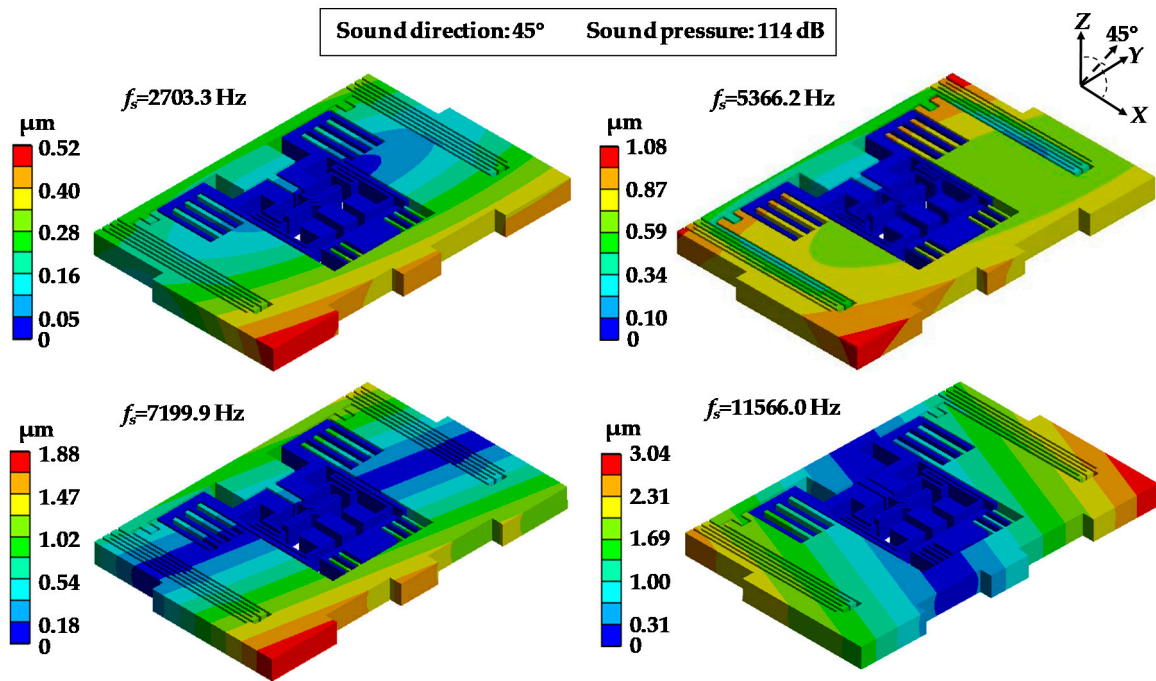 Sound direction: 45° Sound pressure: 114 dB
Z
45°
Y
X
fs=2703.3 Hz
μm
0.52
0.40
0.28
0.16
0.05
0
fs=5366.2 Hz
μm
1.08
0.87
0.59
0.34
0.10
0
fs=7199.9 Hz
μm
1.88
1.47
1.02
0.54
0.18
0
fs=11566.0 Hz
μm
3.04
2.31
1.69
1.00
0.31
0